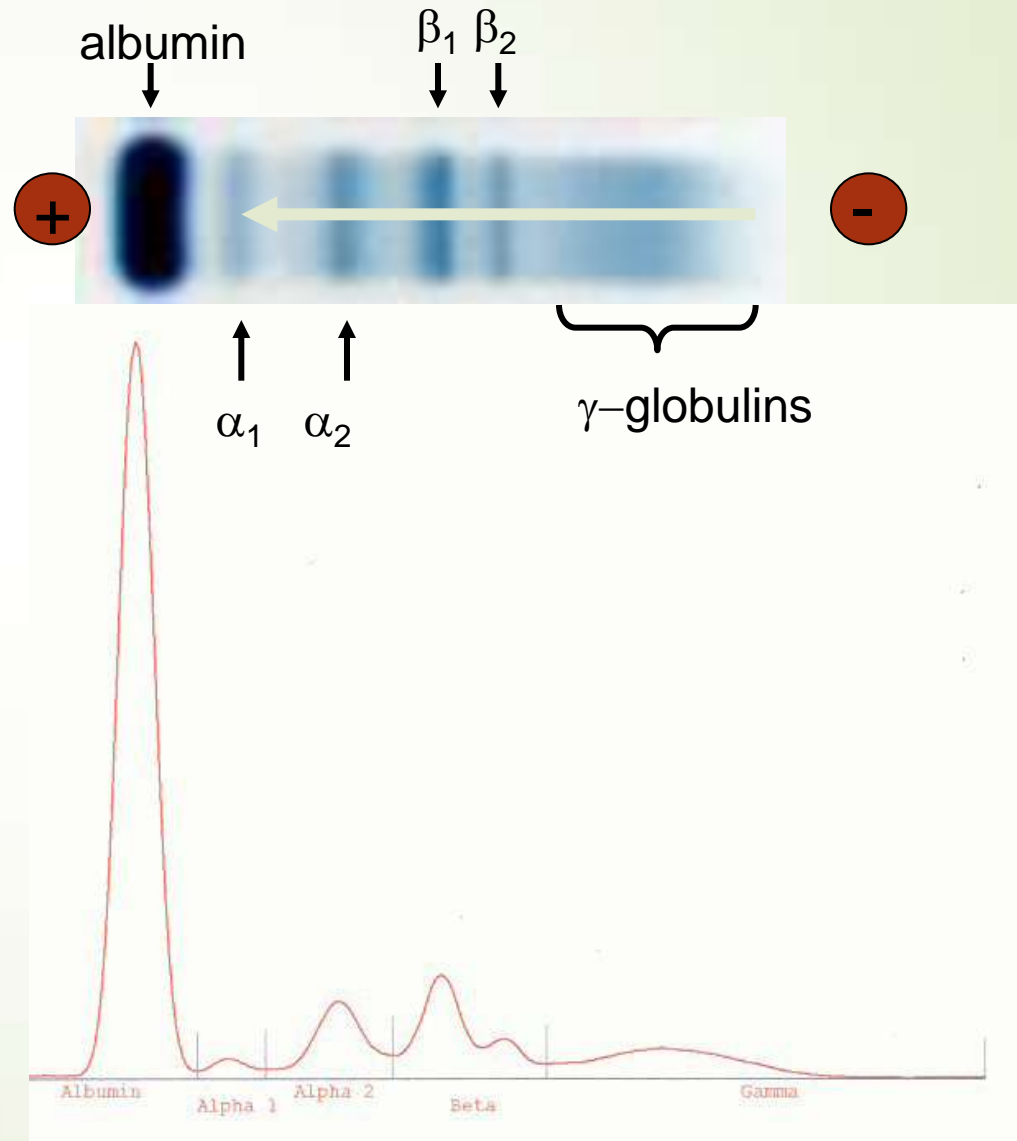 albumin
β₁ β₂
+
-
α₁ α₂
γ–globulins
Albumin
Alpha 1
Alpha 2
Beta
Gamma